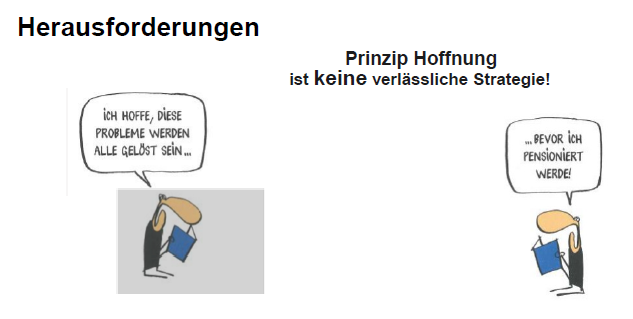 Herausforderungen
Prinzip Hoffnung
ist keine verlässliche Strategie!
ICH HOFFE, DIESE
PROBLEME WERDEN
ALLE GELÖST SEIN...
...BEVOR ICH
PENSIONIERT
WERDE!